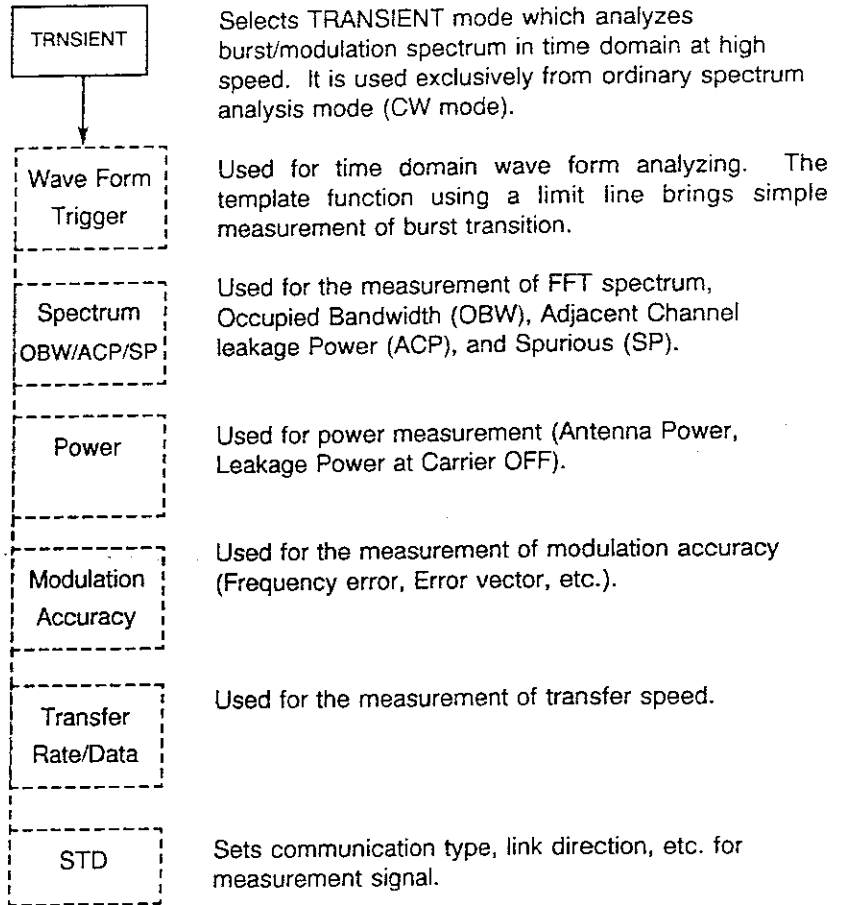 TRNSIENT
Selects TRANSIENT mode which analyzes
burst/modulation spectrum in time domain at high
speed. It is used exclusively from ordinary spectrum
analysis mode (CW mode).
Wave Form
Trigger
Used for time domain wave form analyzing. The
template function using a limit line brings simple
measurement of burst transition.
Spectrum
OBW/ACP/SP
Used for the measurement of FFT spectrum,
Occupied Bandwidth (OBW), Adjacent Channel
leakage Power (ACP), and Spurious (SP).
Power
Used for power measurement (Antenna Power,
Leakage Power at Carrier OFF).
Modulation
Accuracy
Used for the measurement of modulation accuracy
(Frequency error, Error vector, etc.).
Transfer
Rate/Data
Used for the measurement of transfer speed.
STD
Sets communication type, link direction, etc. for
measurement signal.